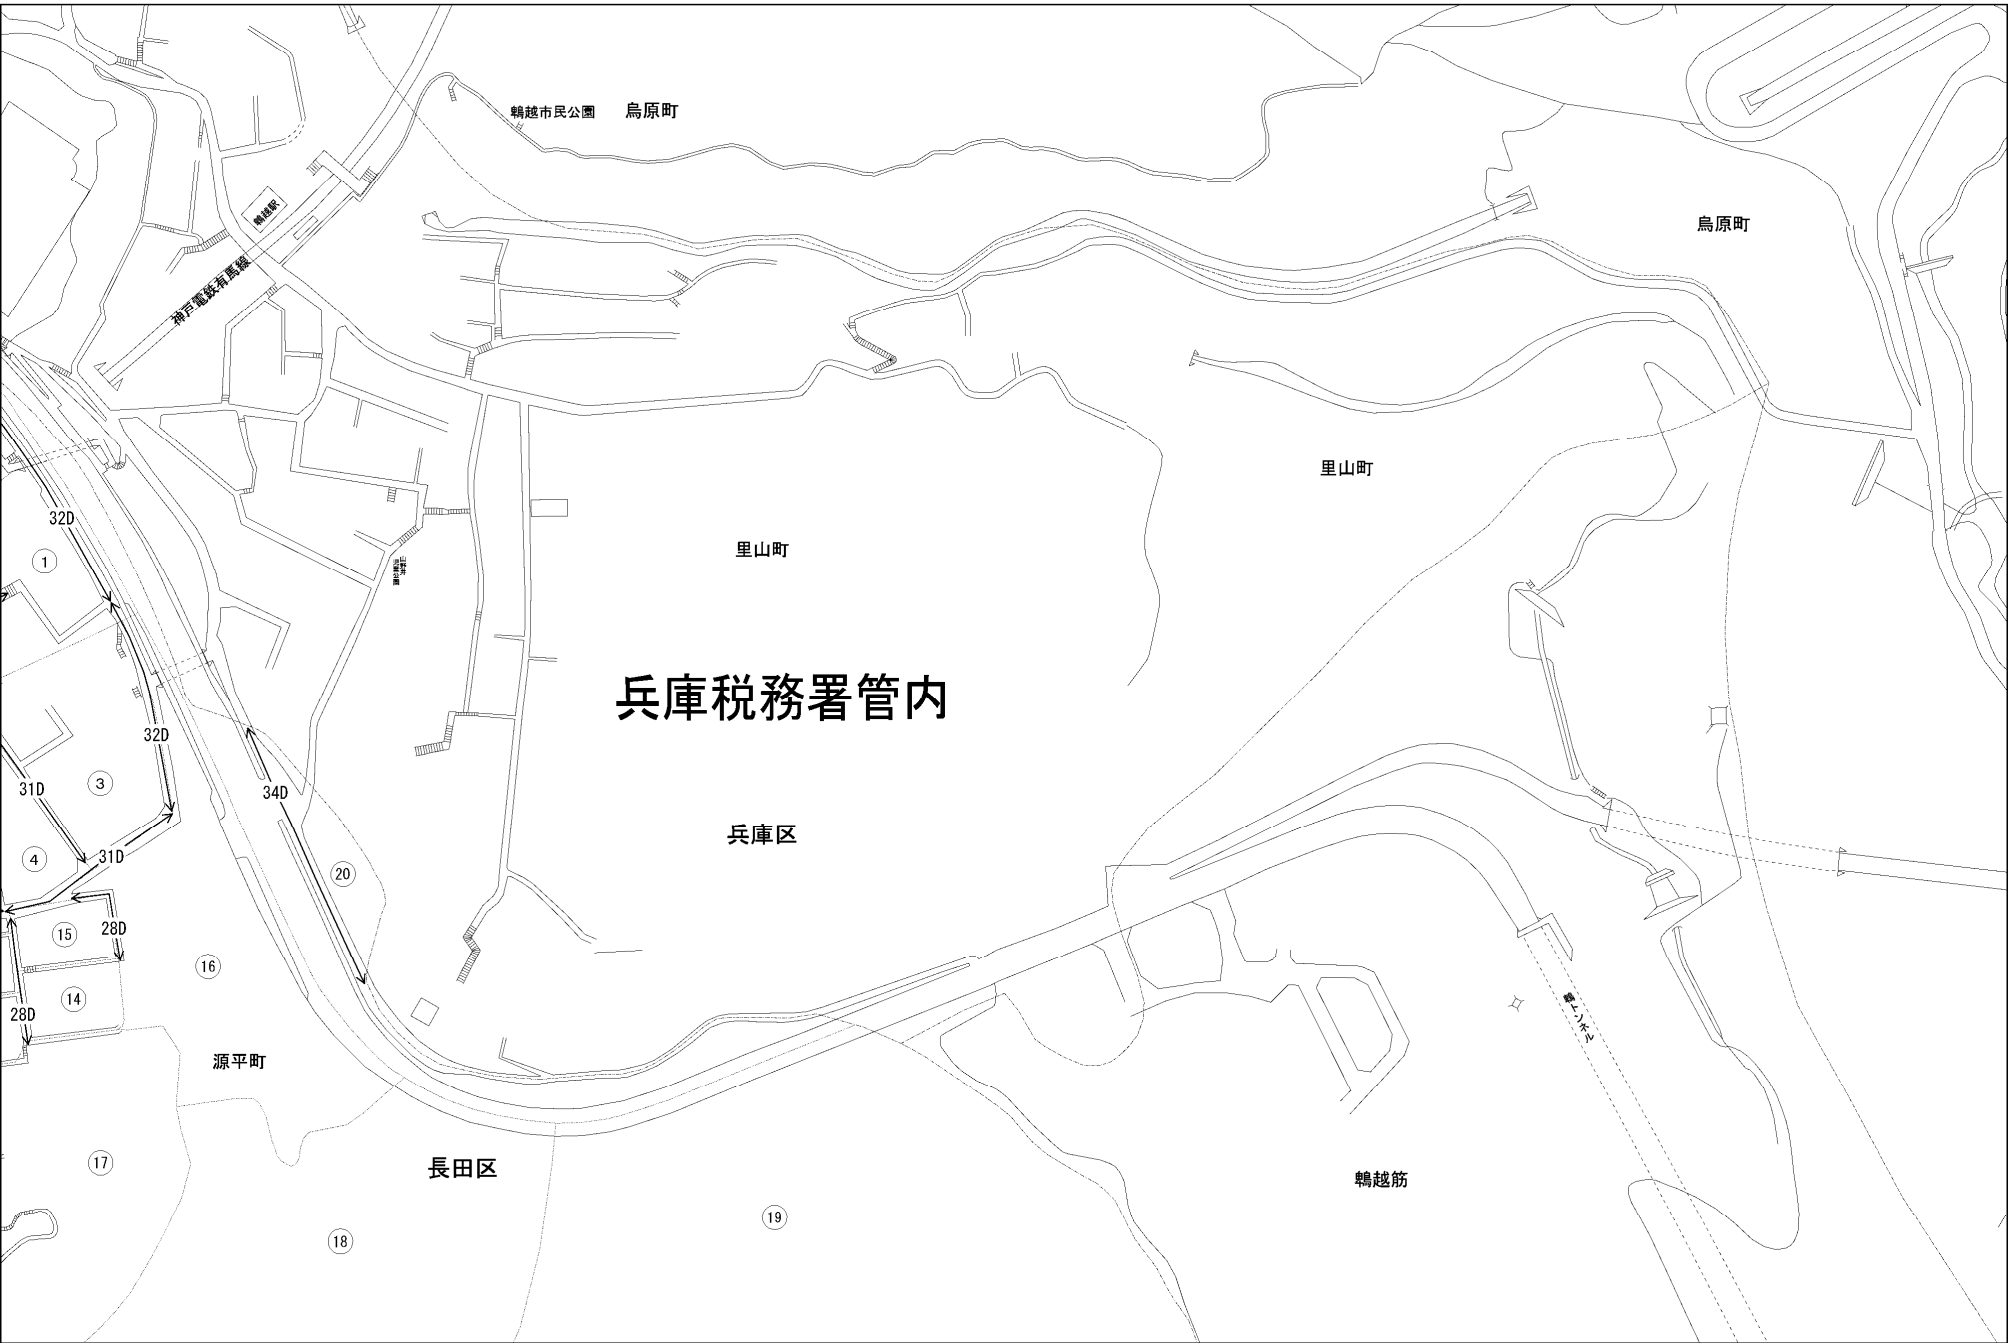 鵯越市民公園
烏原町
鵯越駅
烏原町
神戸電鉄有馬線
里山町
32D
1
里山町
兵庫税務署管内
32D
31D
3
34D
兵庫区
31D
4
20
15
28D
16
14
28D
鵯トンネル
源平町
17
長田区
鵯越筋
19
18